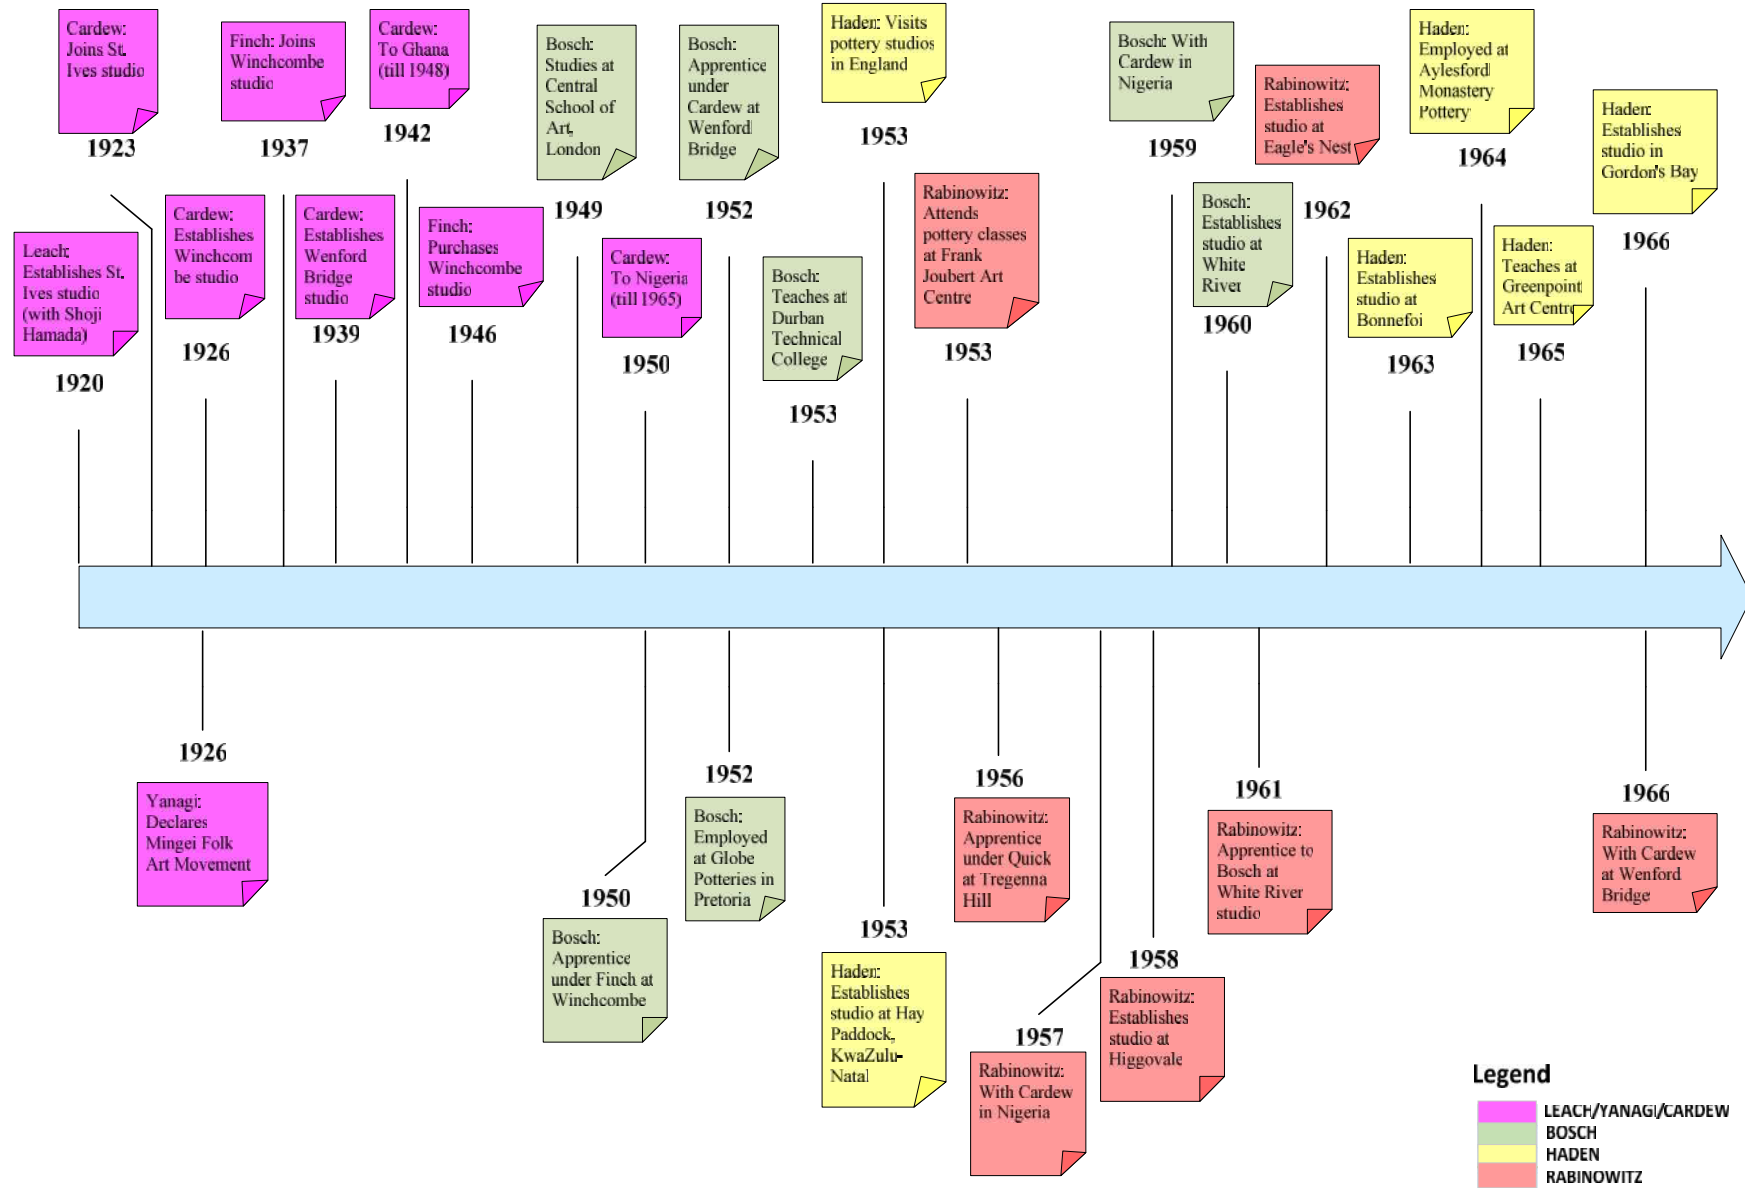 Cardew:
Joins St.
Ives studio
1923
Finch: Joins
Winchcombe
studio
1937
Cardew:
To Ghana
(till 1948)
1942
Bosch:
Studies at
Central
School of
Art,
London
1949
Bosch:
Apprentice
under
Cardew at
Wenford
Bridge
1952
Haden: Visits
pottery studios
in England
1953
Bosch: With
Cardew in
Nigeria
1959
Rabinowitz:
Establishes
studio at
Eagle's Nest
1962
Haden:
Employed at
Aylesford
Monastery
Pottery
1964
Haden:
Establishes
studio in
Gordon's Bay
1966
Leach:
Establishes St.
Ives studio
(with Shoji
Hamada)
1920
Cardew:
Establishes
Winchcom
be studio
1926
Cardew:
Establishes
Wenford
Bridge
studio
1939
Finch:
Purchases
Winchcombe
studio
1946
Cardew:
To Nigeria
(till 1965)
1950
Bosch:
Teaches at
Durban
Technical
College
1953
Rabinowitz:
Attends
pottery classes
at Frank
Joubert Art
Centre
1953
Bosch:
Establishes
studio at
White
River
1960
Haden:
Establishes
studio at
Bonnefoi
1963
Haden:
Teaches at
Greenpoint
Art Centre
1965
1926
Yanagi:
Declares
Mingei Folk
Art Movement
1950
Bosch:
Apprentice
under Finch at
Winchcombe
1952
Bosch:
Employed
at Globe
Potteries in
Pretoria
1953
Haden:
Establishes
studio at Hay
Paddock,
KwaZulu-
Natal
1956
Rabinowitz:
Apprentice
under Quick
at Tregenna
Hill
1957
Rabinowitz:
With Cardew
in Nigeria
1958
Rabinowitz:
Establishes
studio at
Higgovale
1961
Rabinowitz:
Apprentice to
Bosch at
White River
studio
1966
Rabinowitz:
With Cardew
at Wenford
Bridge
Legend
LEACH/YANAGI/CARDEW
BOSCH
HADEN
RABINOWITZ